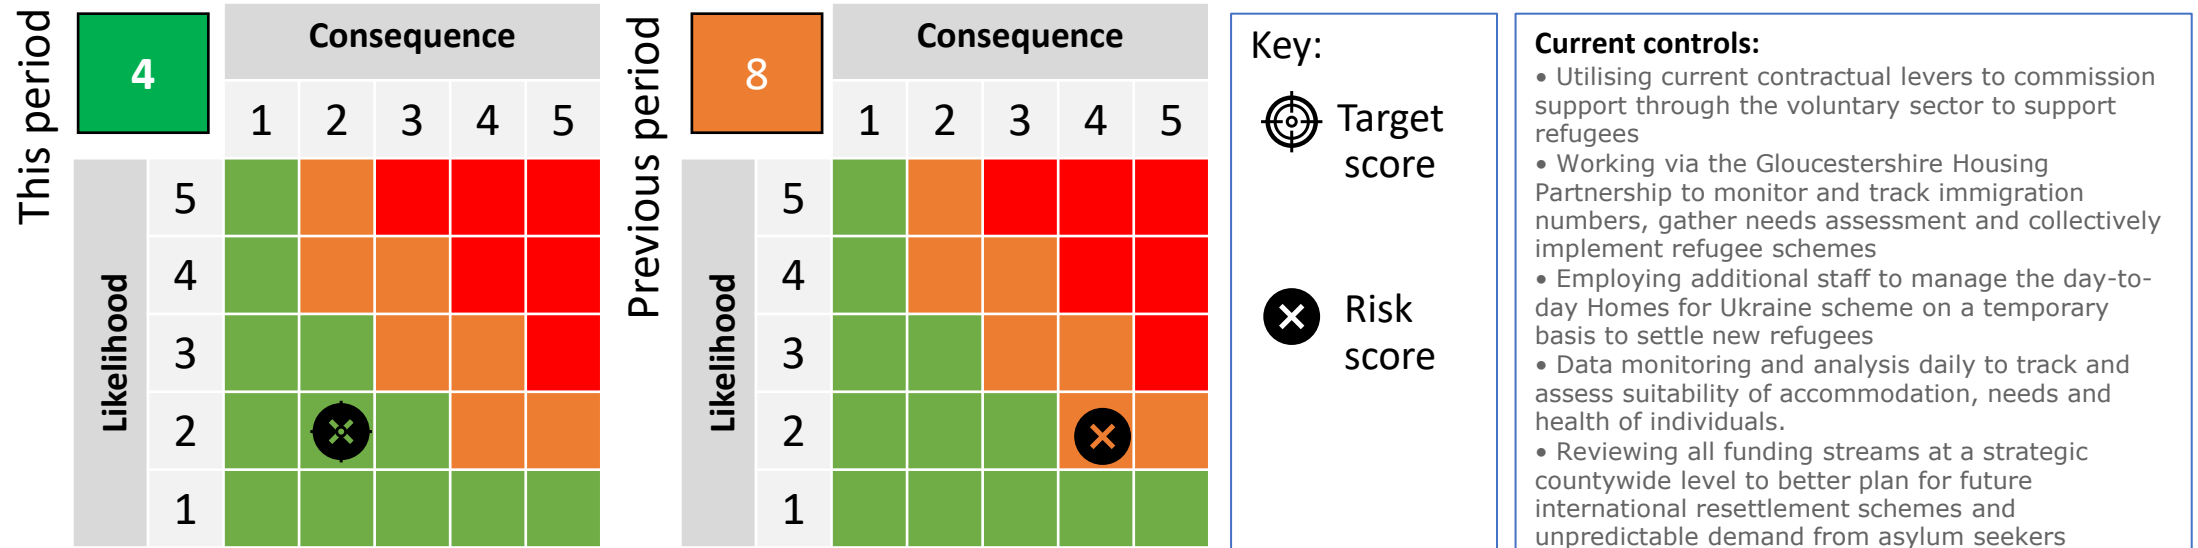 This period
4
Consequence
1 2 3 4 5
Likelihood
5
4
3
2
1
Previous period
8
Consequence
1 2 3 4 5
Likelihood
5
4
3
2
1
Key:
Target
score
Risk
score
Current controls:
• Utilising current contractual levers to commission
support through the voluntary sector to support
refugees
• Working via the Gloucestershire Housing
Partnership to monitor and track immigration
numbers, gather needs assessment and collectively
implement refugee schemes
• Employing additional staff to manage the day-to-
day Homes for Ukraine scheme on a temporary
basis to settle new refugees
• Data monitoring and analysis daily to track and
assess suitability of accommodation, needs and
health of individuals.
• Reviewing all funding streams at a strategic
countywide level to better plan for future
international resettlement schemes and
unpredictable demand from asylum seekers